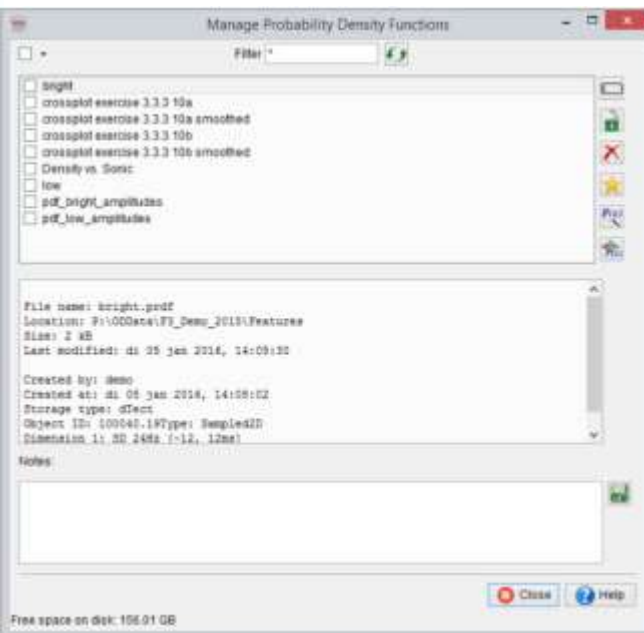 Manage Probability Density Functions
Filter *
bright
crossplot exercise 3.3.3 10a
crossplot exercise 3.3.3 10a smoothed
crossplot exercise 3.3.3 10b
crossplot exercise 3.3.3 10b smoothed
Density vs. Sonic
low
pdf_bright_amplitudes
pdf_low_amplitudes
File name: bright.prdf
Location: P:\ODData\F3_Demo_2015\Features
Size: 2 kB
Last modified: di 05 jan 2016, 14:09:30
Created by: demo
Created at: di 05 jan 2016, 14:09:02
Storage type: dTect
Object ID: 100040.19Type: Sampled2D
Dimension 1: SD 24Hz [-12, 12ms]
Notes:
Close
Help
Free space on disk: 156.01 GB